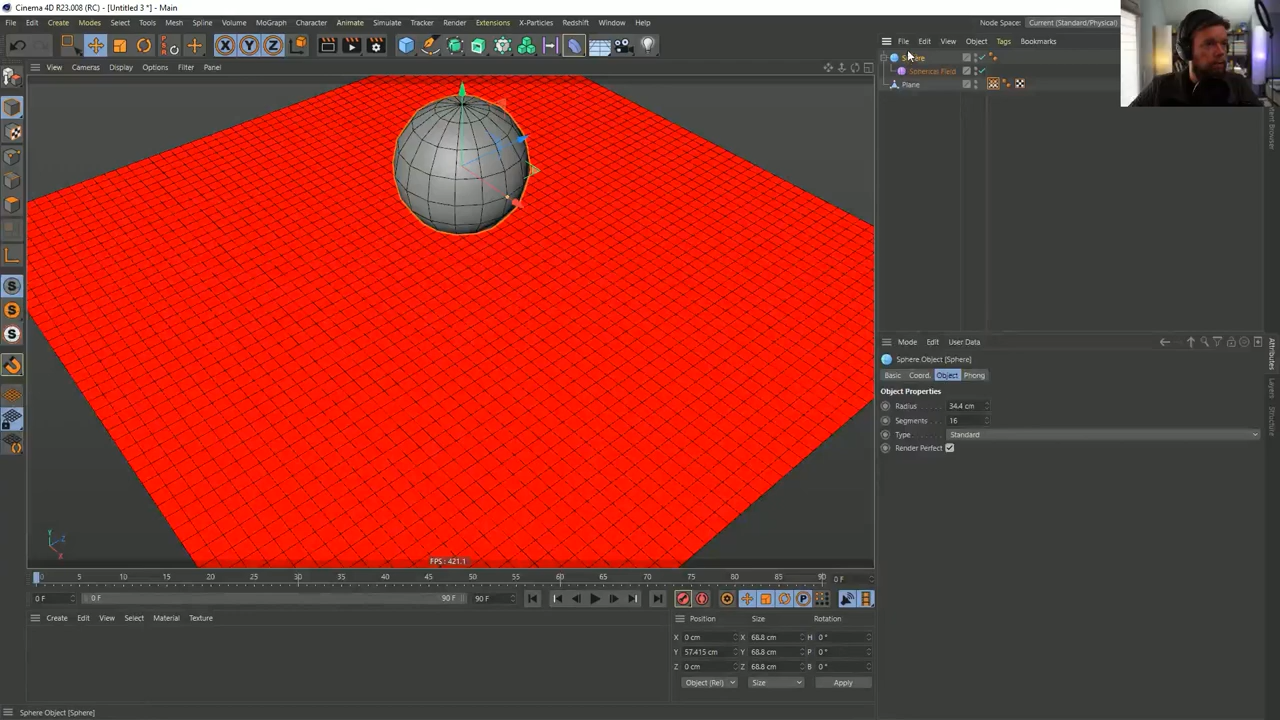 Cinema 4D R23.008 (RC) - [Untitled 3 *] - Main
File Edit Create Modes Select Tools Mesh Spline Volume MoGraph Character Animate Simulate Tracker Render Extensions X-Particles Redshift Window Help
Node Space: Current (Standard/Physical)
X Y Z
File Edit View Object Tags Bookmarks
View Cameras Display Options Filter Panel
Spherical Field
Plane
Mode Edit User Data
Sphere Object [Sphere]
Basic Coord. Object Phong
Object Properties
Radius 34.4 cm
Segments 16
Type Standard
Render Perfect
Attributes
Layers
Structure
Y Z X
FPS : 421.1
0 5 10 15 20 25 30 35 40 45 50 55 60 65 70 75 80 85 90 0 F
0 F 0 F 90 F 90 F
Create Edit View Select Material Texture
Position Size Rotation
X 0 cm X 68.8 cm H 0 °
Y 57.415 cm Y 68.8 cm P 0 °
Z 0 cm Z 68.8 cm B 0 °
Object (Rel) Size Apply
Sphere Object [Sphere]